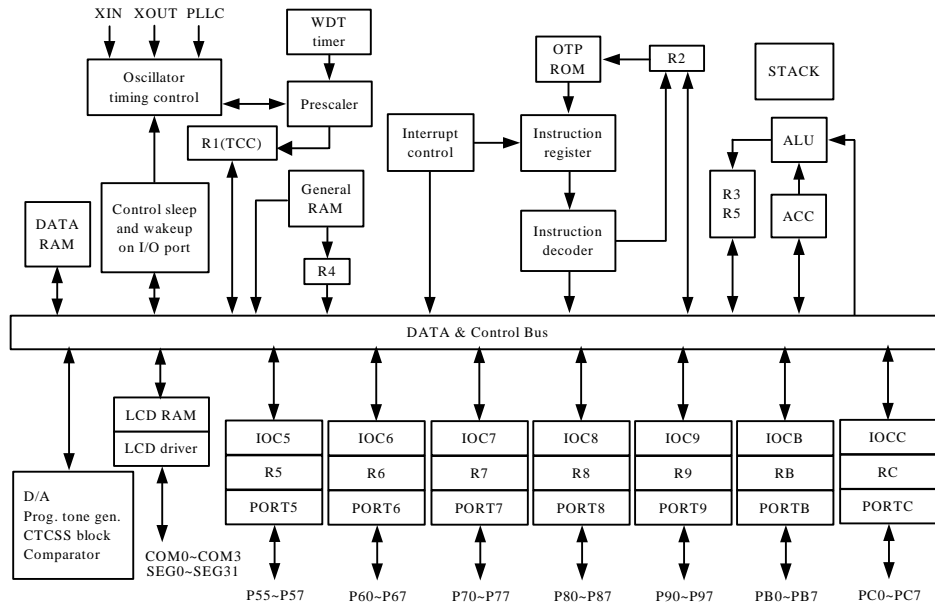 XIN XOUT PLLC
WDT
timer
Oscillator
timing control
Prescaler
R1(TCC)
OTP
ROM
R2
STACK
Interrupt
control
Instruction
register
ALU
General
RAM
R3
R5
ACC
DATA
RAM
Control sleep
and wakeup
on I/O port
R4
Instruction
decoder
DATA & Control Bus
LCD RAM
LCD driver
D/A
Prog. tone gen.
CTCSS block
Comparator
COM0~COM3
SEG0~SEG31
IOC5 IOC6 IOC7 IOC8 IOC9 IOCB IOCC
R5 R6 R7 R8 R9 RB RC
PORT5 PORT6 PORT7 PORT8 PORT9 PORTB PORTC
P55~P57 P60~P67 P70~P77 P80~P87 P90~P97 PB0~PB7 PC0~PC7